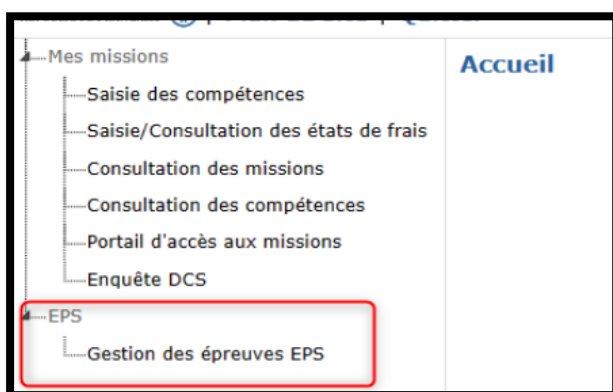 Mes missions
Accueil
Saisie des compétences
Saisie/Consultation des états de frais
Consultation des missions
Consultation des compétences
Portail d'accès aux missions
Enquête DCS
EPS
Gestion des épreuves EPS